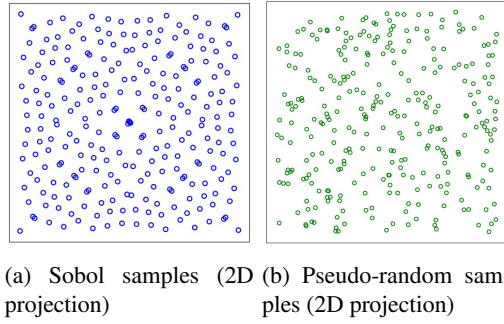 (a) Sobol samples (2D projection)
(b) Pseudo-random sam
ples (2D projection)